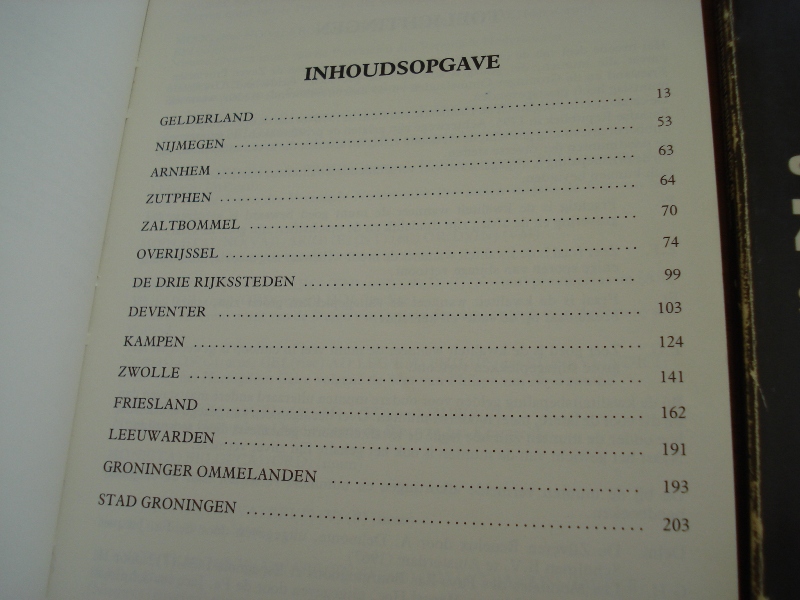 INHOUDSOPGAVE
GELDERLAND 13
NIJMEGEN 53
ARNHEM 63
ZUTPHEN 64
ZALTBOMMEL 70
OVERIJSSEL 74
DE DRIE RIJKSSTEDEN 99
DEVENTER 103
KAMPEN 124
ZWOLLE 141
FRIESLAND 162
LEEUWARDEN 191
GRONINGER OMMELANDEN 193
STAD GRONINGEN 203